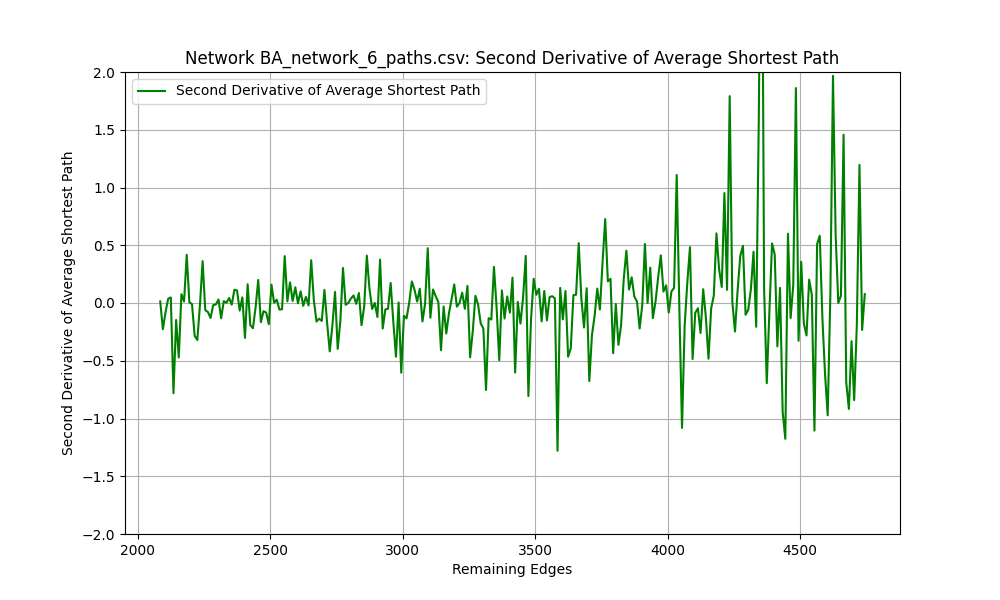 Network BA_network_6_paths.csv: Second Derivative of Average Shortest Path
Second Derivative of Average Shortest Path
Second Derivative of Average Shortest Path
2.0
1.5
1.0
0.5
0.0
−0.5
−1.0
−1.5
−2.0
2000 2500 3000 3500 4000 4500
Remaining Edges